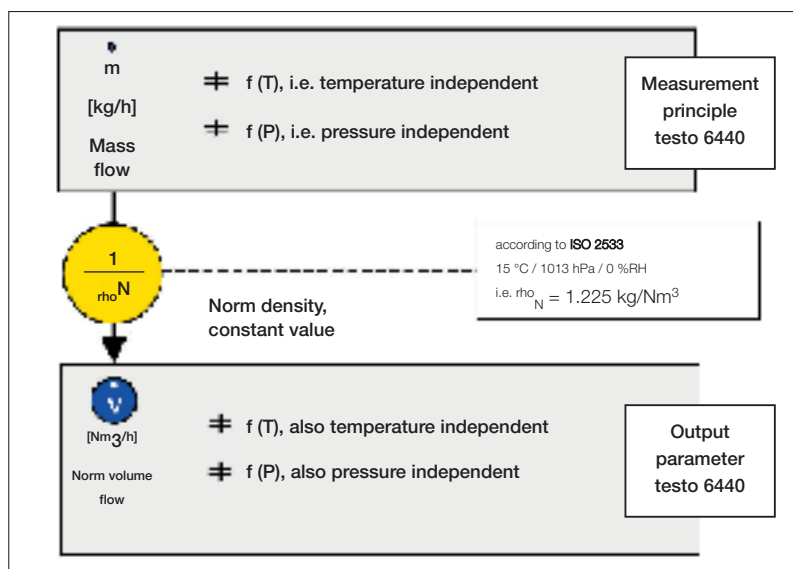 ṁ
[kg/h]
Mass
flow
≠ f (T), i.e. temperature independent
≠ f (P), i.e. pressure independent
Measurement
principle
testo 6440
1
rhoN
Norm density,
constant value
according to ISO 2533
15 °C / 1013 hPa / 0 %RH
i.e. rhoN = 1.225 kg/Nm³
V̇
[Nm3/h]
Norm volume
flow
≠ f (T), also temperature independent
≠ f (P), also pressure independent
Output
parameter
testo 6440